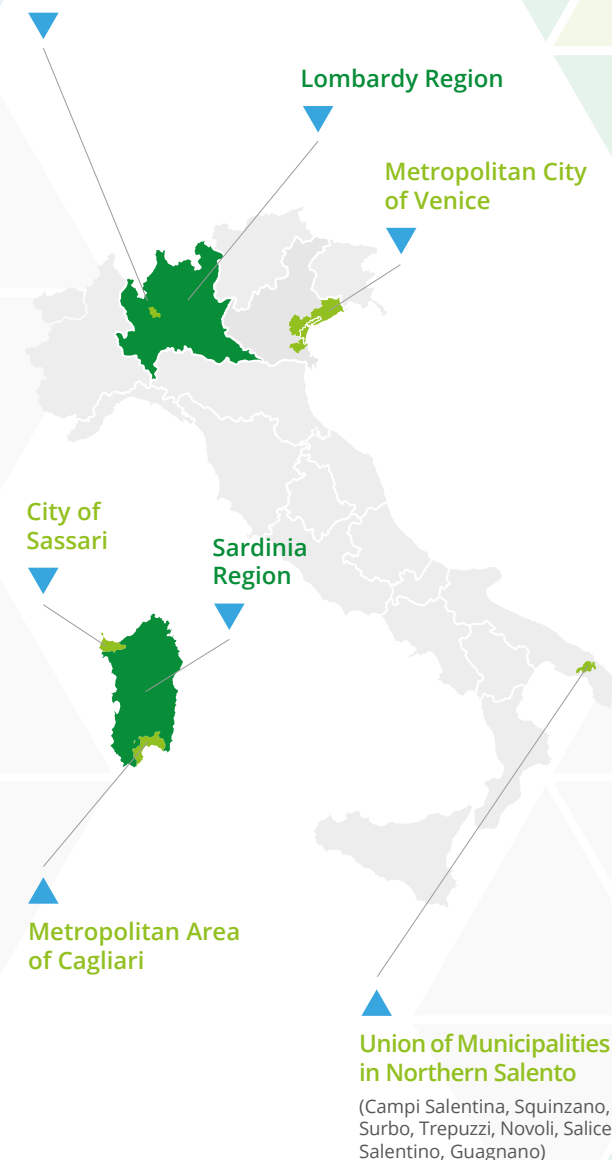 Lombardy Region
Metropolitan City
of Venice
City of
Sassari
Sardinia
Region
Metropolitan Area
of Cagliari
Union of Municipalities
in Northern Salento
(Campi Salentina, Squinzano,
Surbo, Trepuzzi, Novoli, Salice
Salentino, Guagnano)